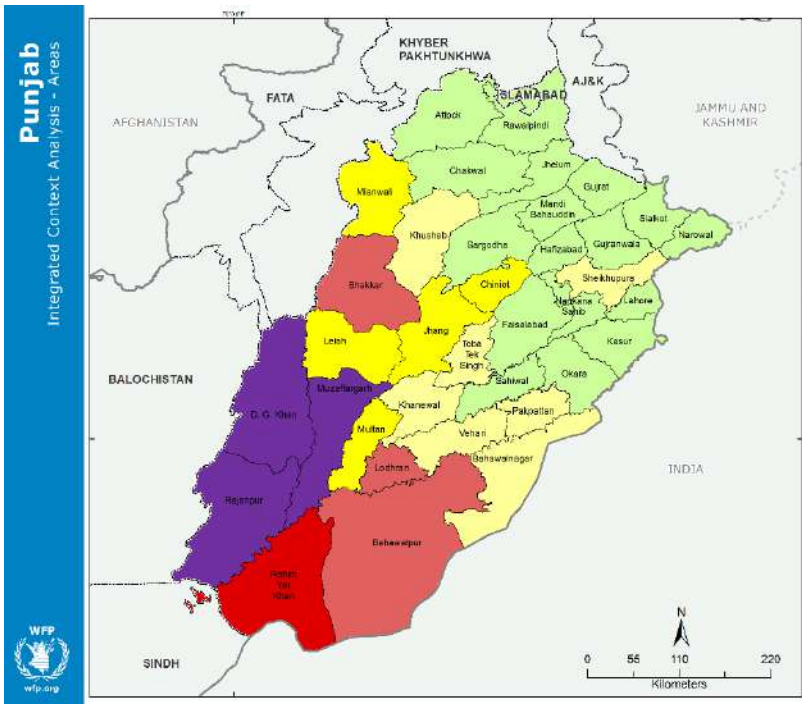 Punjab
Integrated Context Analysis - Areas
WFP
wfp.org
KHYBER
PAKHTUNKHWA
AJ&K
ISLAMABAD
FATA
AFGHANISTAN
JAMMU AND
KASHMIR
Attock
Rawalpindi
Chakwal
Jhelum
Mianwali
Gujrat
Mandi
Bahauddin
Sialkot
Khushab
Narowal
Sargodha
Hafizabad
Gujranwala
Sheikhupura
Bhakkar
Chiniot
Nankana
Sahib
Lahore
Faisalabad
Jhang
Leiah
Toba
Tek
Singh
Kasur
Okara
Sahiwal
BALOCHISTAN
Muzaffargarh
D. G. Khan
Khanewal
Pakpattan
Multan
Vehari
Bahawalnagar
Lodhran
INDIA
Rajanpur
Bahawalpur
Rahim
Yar
Khan
SINDH
N
0 55 110 220
Kilometers